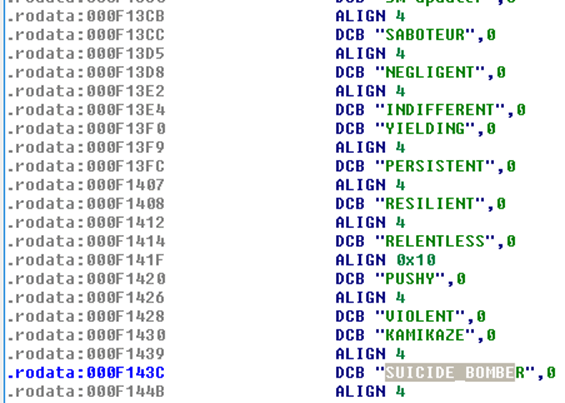 .rodata:000F13CB ALIGN 4
.rodata:000F13CC DCB "SABOTEUR",0
.rodata:000F13D5 ALIGN 4
.rodata:000F13D8 DCB "NEGLIGENT",0
.rodata:000F13E2 ALIGN 4
.rodata:000F13E4 DCB "INDIFFERENT",0
.rodata:000F13F0 DCB "YIELDING",0
.rodata:000F13F9 ALIGN 4
.rodata:000F13FC DCB "PERSISTENT",0
.rodata:000F1407 ALIGN 4
.rodata:000F1408 DCB "RESILIENT",0
.rodata:000F1412 ALIGN 4
.rodata:000F1414 DCB "RELENTLESS",0
.rodata:000F141F ALIGN 0x10
.rodata:000F1420 DCB "PUSHY",0
.rodata:000F1426 ALIGN 4
.rodata:000F1428 DCB "VIOLENT",0
.rodata:000F1430 DCB "KAMIKAZE",0
.rodata:000F1439 ALIGN 4
.rodata:000F143C DCB "SUICIDE_BOMBER",0
.rodata:000F144B ALIGN 4